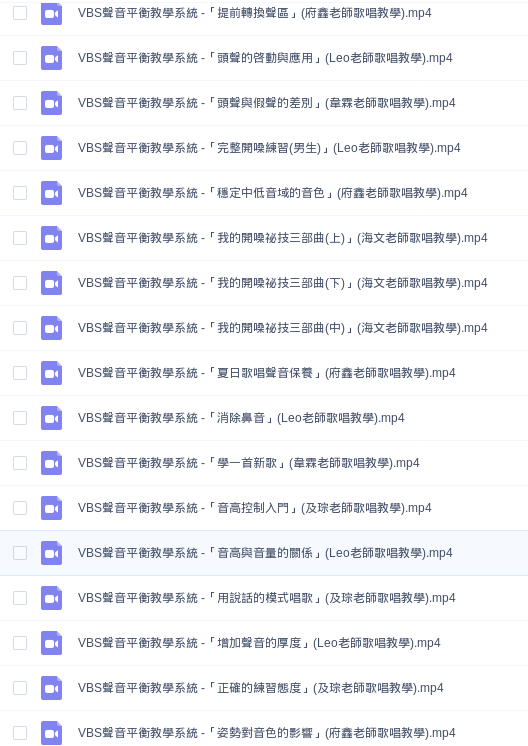 VBS聲音平衡教學系統 -「提前轉換聲區」(府鑫老師歌唱教學).mp4
VBS聲音平衡教學系統 -「頭聲的啓動與應用」(Leo老師歌唱教學).mp4
VBS聲音平衡教學系統 -「頭聲與假聲的差別」(韋霖老師歌唱教學).mp4
VBS聲音平衡教學系統 -「完整開嗓練習(男生)」(Leo老師歌唱教學).mp4
VBS聲音平衡教學系統 -「穩定中低音域的音色」(府鑫老師歌唱教學).mp4
VBS聲音平衡教學系統 -「我的開嗓祕技三部曲(上)」(海文老師歌唱教學).mp4
VBS聲音平衡教學系統 -「我的開嗓祕技三部曲(下)」(海文老師歌唱教學).mp4
VBS聲音平衡教學系統 -「我的開嗓祕技三部曲(中)」(海文老師歌唱教學).mp4
VBS聲音平衡教學系統 -「夏日歌唱聲音保養」(府鑫老師歌唱教學).mp4
VBS聲音平衡教學系統 -「消除鼻音」(Leo老師歌唱教學).mp4
VBS聲音平衡教學系統 -「學一首新歌」(韋霖老師歌唱教學).mp4
VBS聲音平衡教學系統 -「音高控制入門」(及琮老師歌唱教學).mp4
VBS聲音平衡教學系統 -「音高與音量的關係」(Leo老師歌唱教學).mp4
VBS聲音平衡教學系統 -「用說話的模式唱歌」(及琮老師歌唱教學).mp4
VBS聲音平衡教學系統 -「增加聲音的厚度」(Leo老師歌唱教學).mp4
VBS聲音平衡教學系統 -「正確的練習態度」(及琮老師歌唱教學).mp4
VBS聲音平衡教學系統 -「姿勢對音色的影響」(府鑫老師歌唱教學).mp4